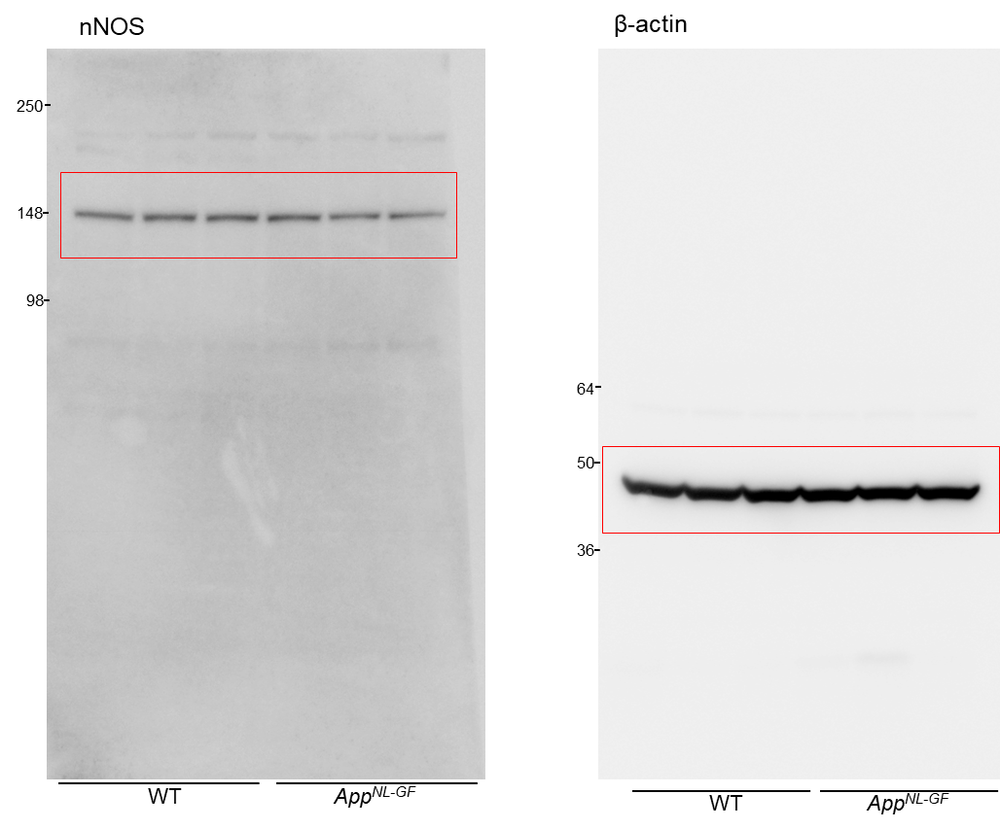 nNOS
250
148
98
WT
App^NL-GF
β-actin
64
50
36
WT
App^NL-GF